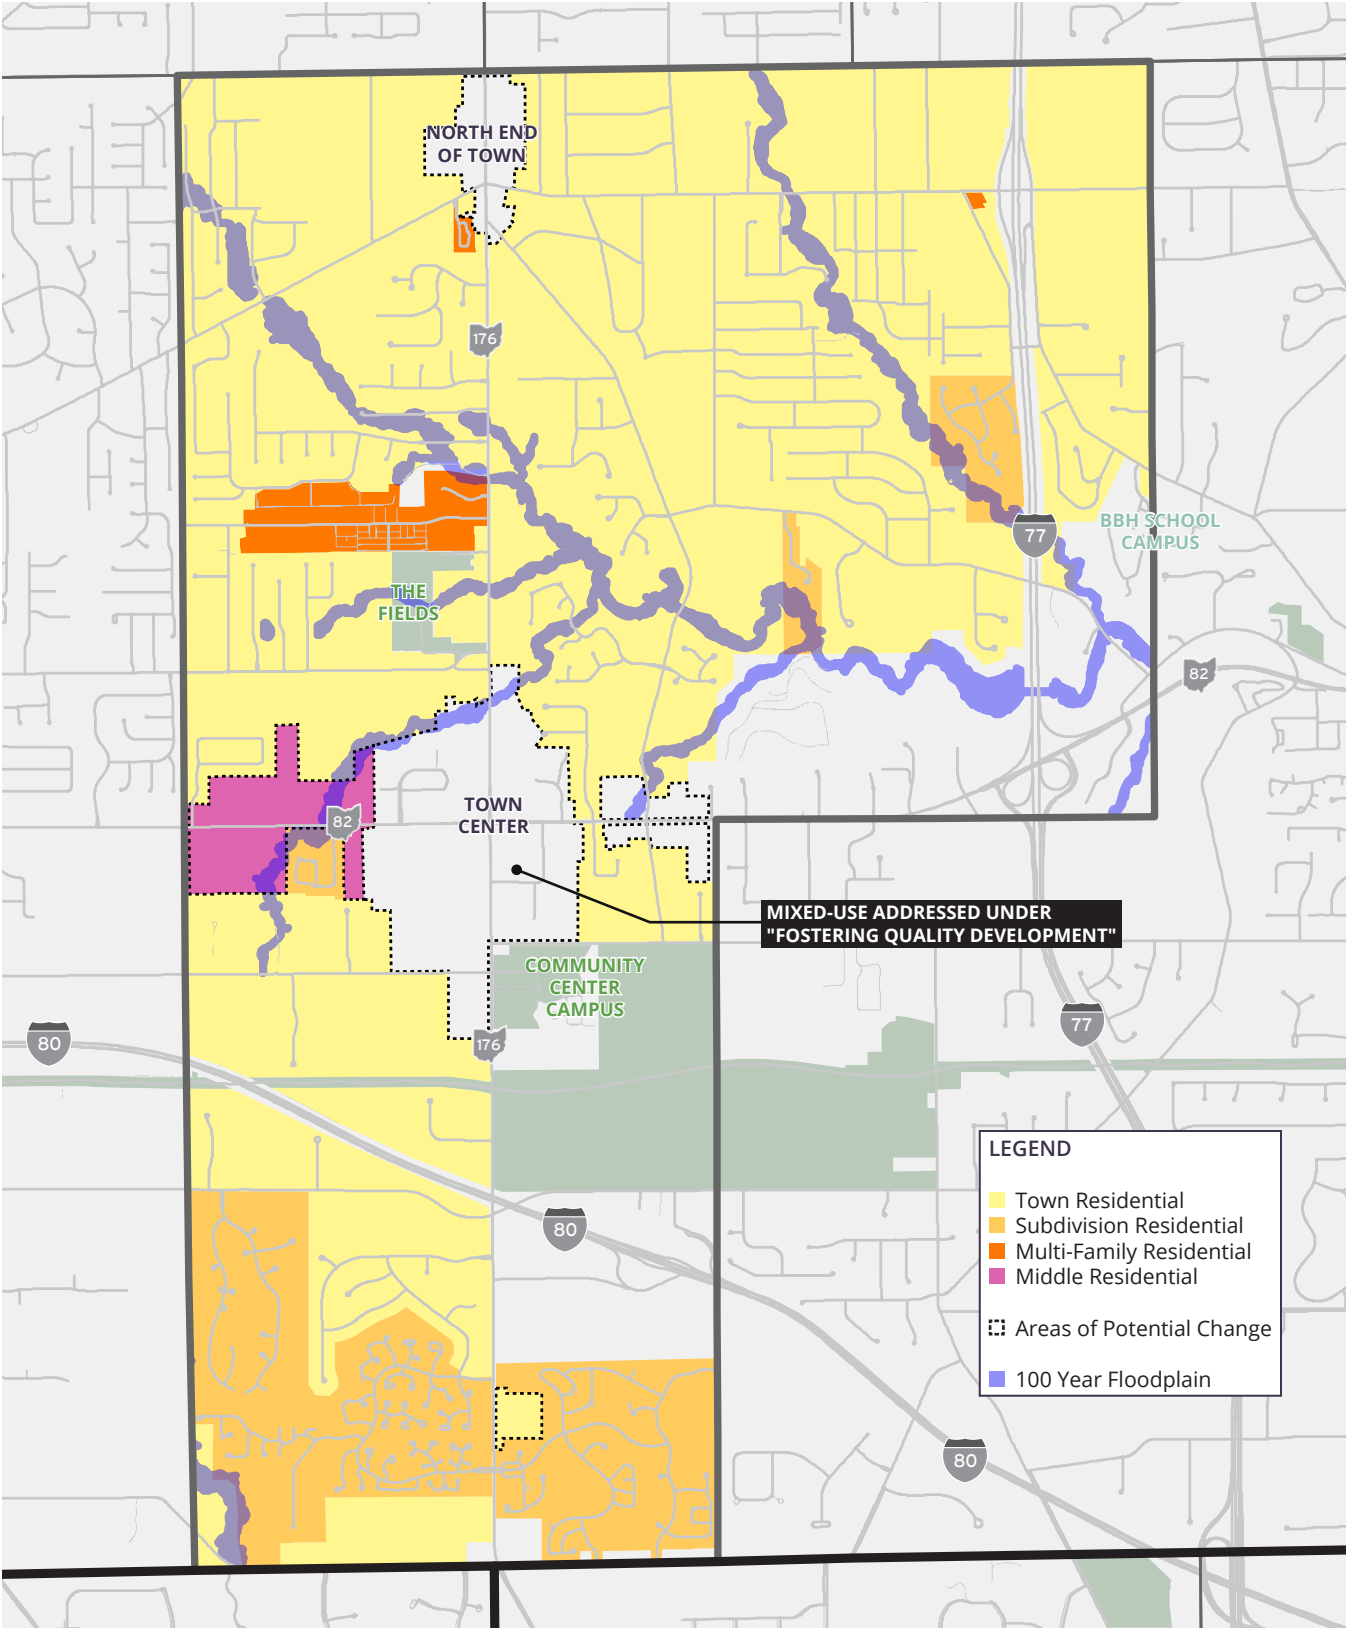 NORTH END
OF TOWN
176
77
BBH SCHOOL
CAMPUS
THE
FIELDS
82
TOWN
CENTER
82
MIXED-USE ADDRESSED UNDER
"FOSTERING QUALITY DEVELOPMENT"
COMMUNITY
CENTER
CAMPUS
80
176
77
80
80
LEGEND
Town Residential
Subdivision Residential
Multi-Family Residential
Middle Residential
Areas of Potential Change
100 Year Floodplain